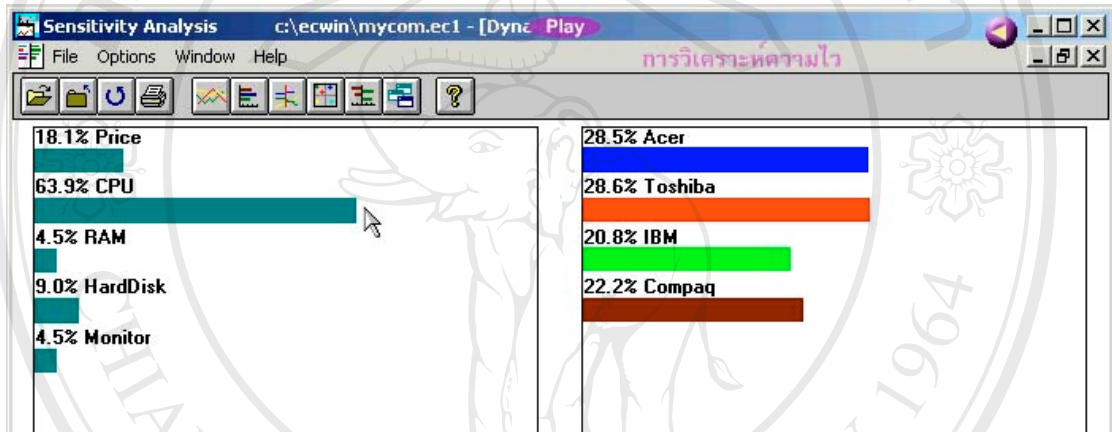 Sensitivity Analysis c:\ecwin\mycom.ec1 - [Dyna Play
File Options Window Help
การวิเคราะห์ความไว
18.1% Price
63.9% CPU
4.5% RAM
9.0% HardDisk
4.5% Monitor
28.5% Acer
28.6% Toshiba
20.8% IBM
22.2% Compaq
1964